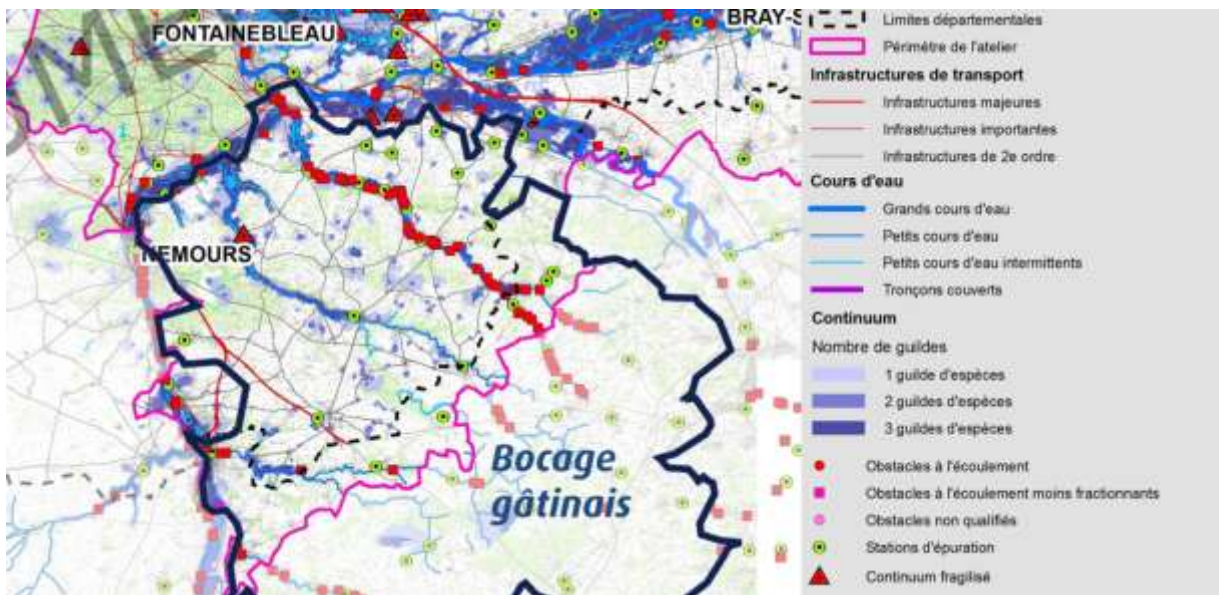 FONTAINEBLEAU
BRAY-S
NEMOURS
Bocage
gâtinais
Limites départementales
Périmètre de l'atelier
Infrastructures de transport
Infrastructures majeures
Infrastructures importantes
Infrastructures de 2e ordre
Cours d'eau
Grands cours d'eau
Petits cours d'eau
Petits cours d'eau intermittents
Tronçons couverts
Continuum
Nombre de guildes
1 guilde d'espèces
2 guildes d'espèces
3 guildes d'espèces
Obstacles à l'écoulement
Obstacles à l'écoulement moins fractionnants
Obstacles non qualifiés
Stations d'épuration
Continuum fragilisé